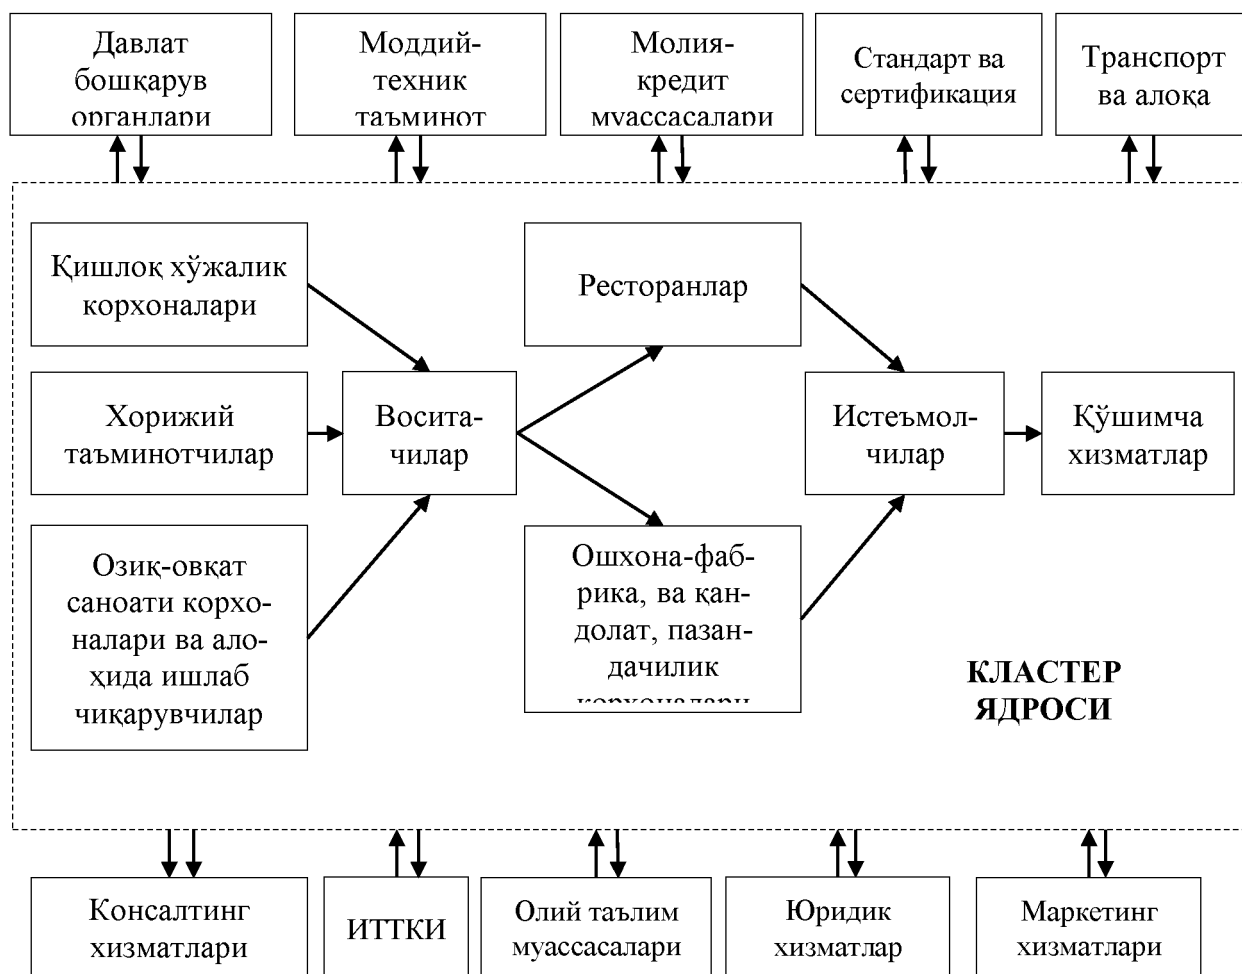 Давлат
бошқарув
органлари
Моддий-
техник
таъминот
Молия-
кредит
муассасалари
Стандарт ва
сертификация
Транспорт
ва алоқа
Қишлоқ хўжалик
корхоналари
Ресторанлар
Хорижий
таъминотчилар
Восита-
чилар
Истеъмол-
чилар
Қўшимча
хизматлар
Озиқ-овқат
саноати корхо-
налари ва ало-
ҳида ишлаб
чиқарувчилар
Ошхона-фаб-
рика, ва қан-
долат, пазан-
дачилик
корхоналари
КЛАСТЕР
ЯДРОСИ
Консалтинг
хизматлари
ИТТКИ
Олий таълим
муассасалари
Юридик
хизматлар
Маркетинг
хизматлари